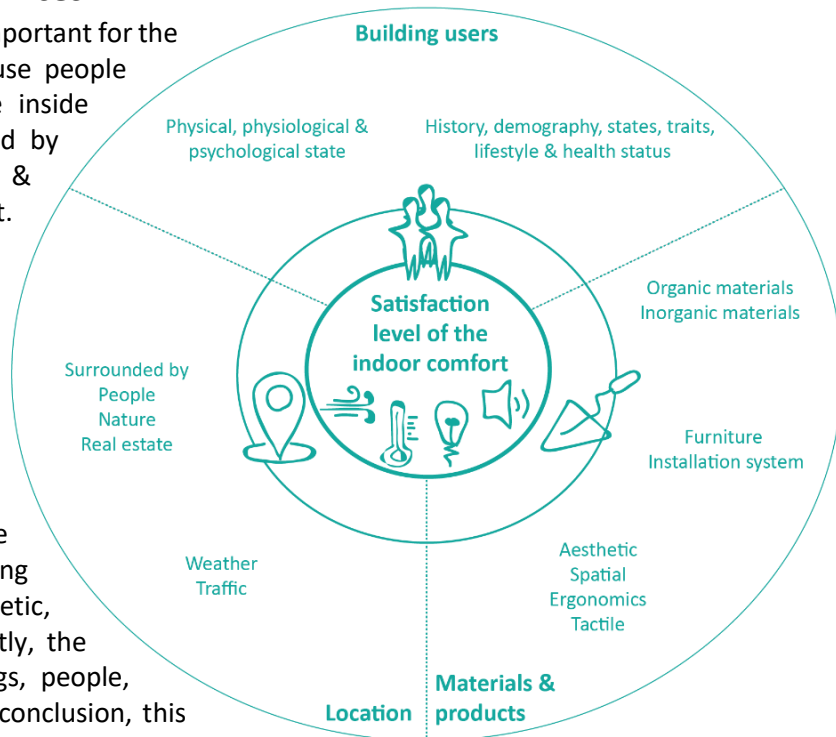 mportant for the
use people
inside
d by
&
t.
Building users
Physical, physiological &
psychological state
History, demography, states, traits,
lifestyle & health status
Satisfaction
level of the
indoor comfort
Organic materials
Inorganic materials
Surrounded by
People
Nature
Real estate
Furniture
Installation system
Weather
Traffic
Aesthetic
Spatial
Ergonomics
Tactile
e
ng
etic,
tly, the
gs, people,
conclusion, this
Location
Materials &
products